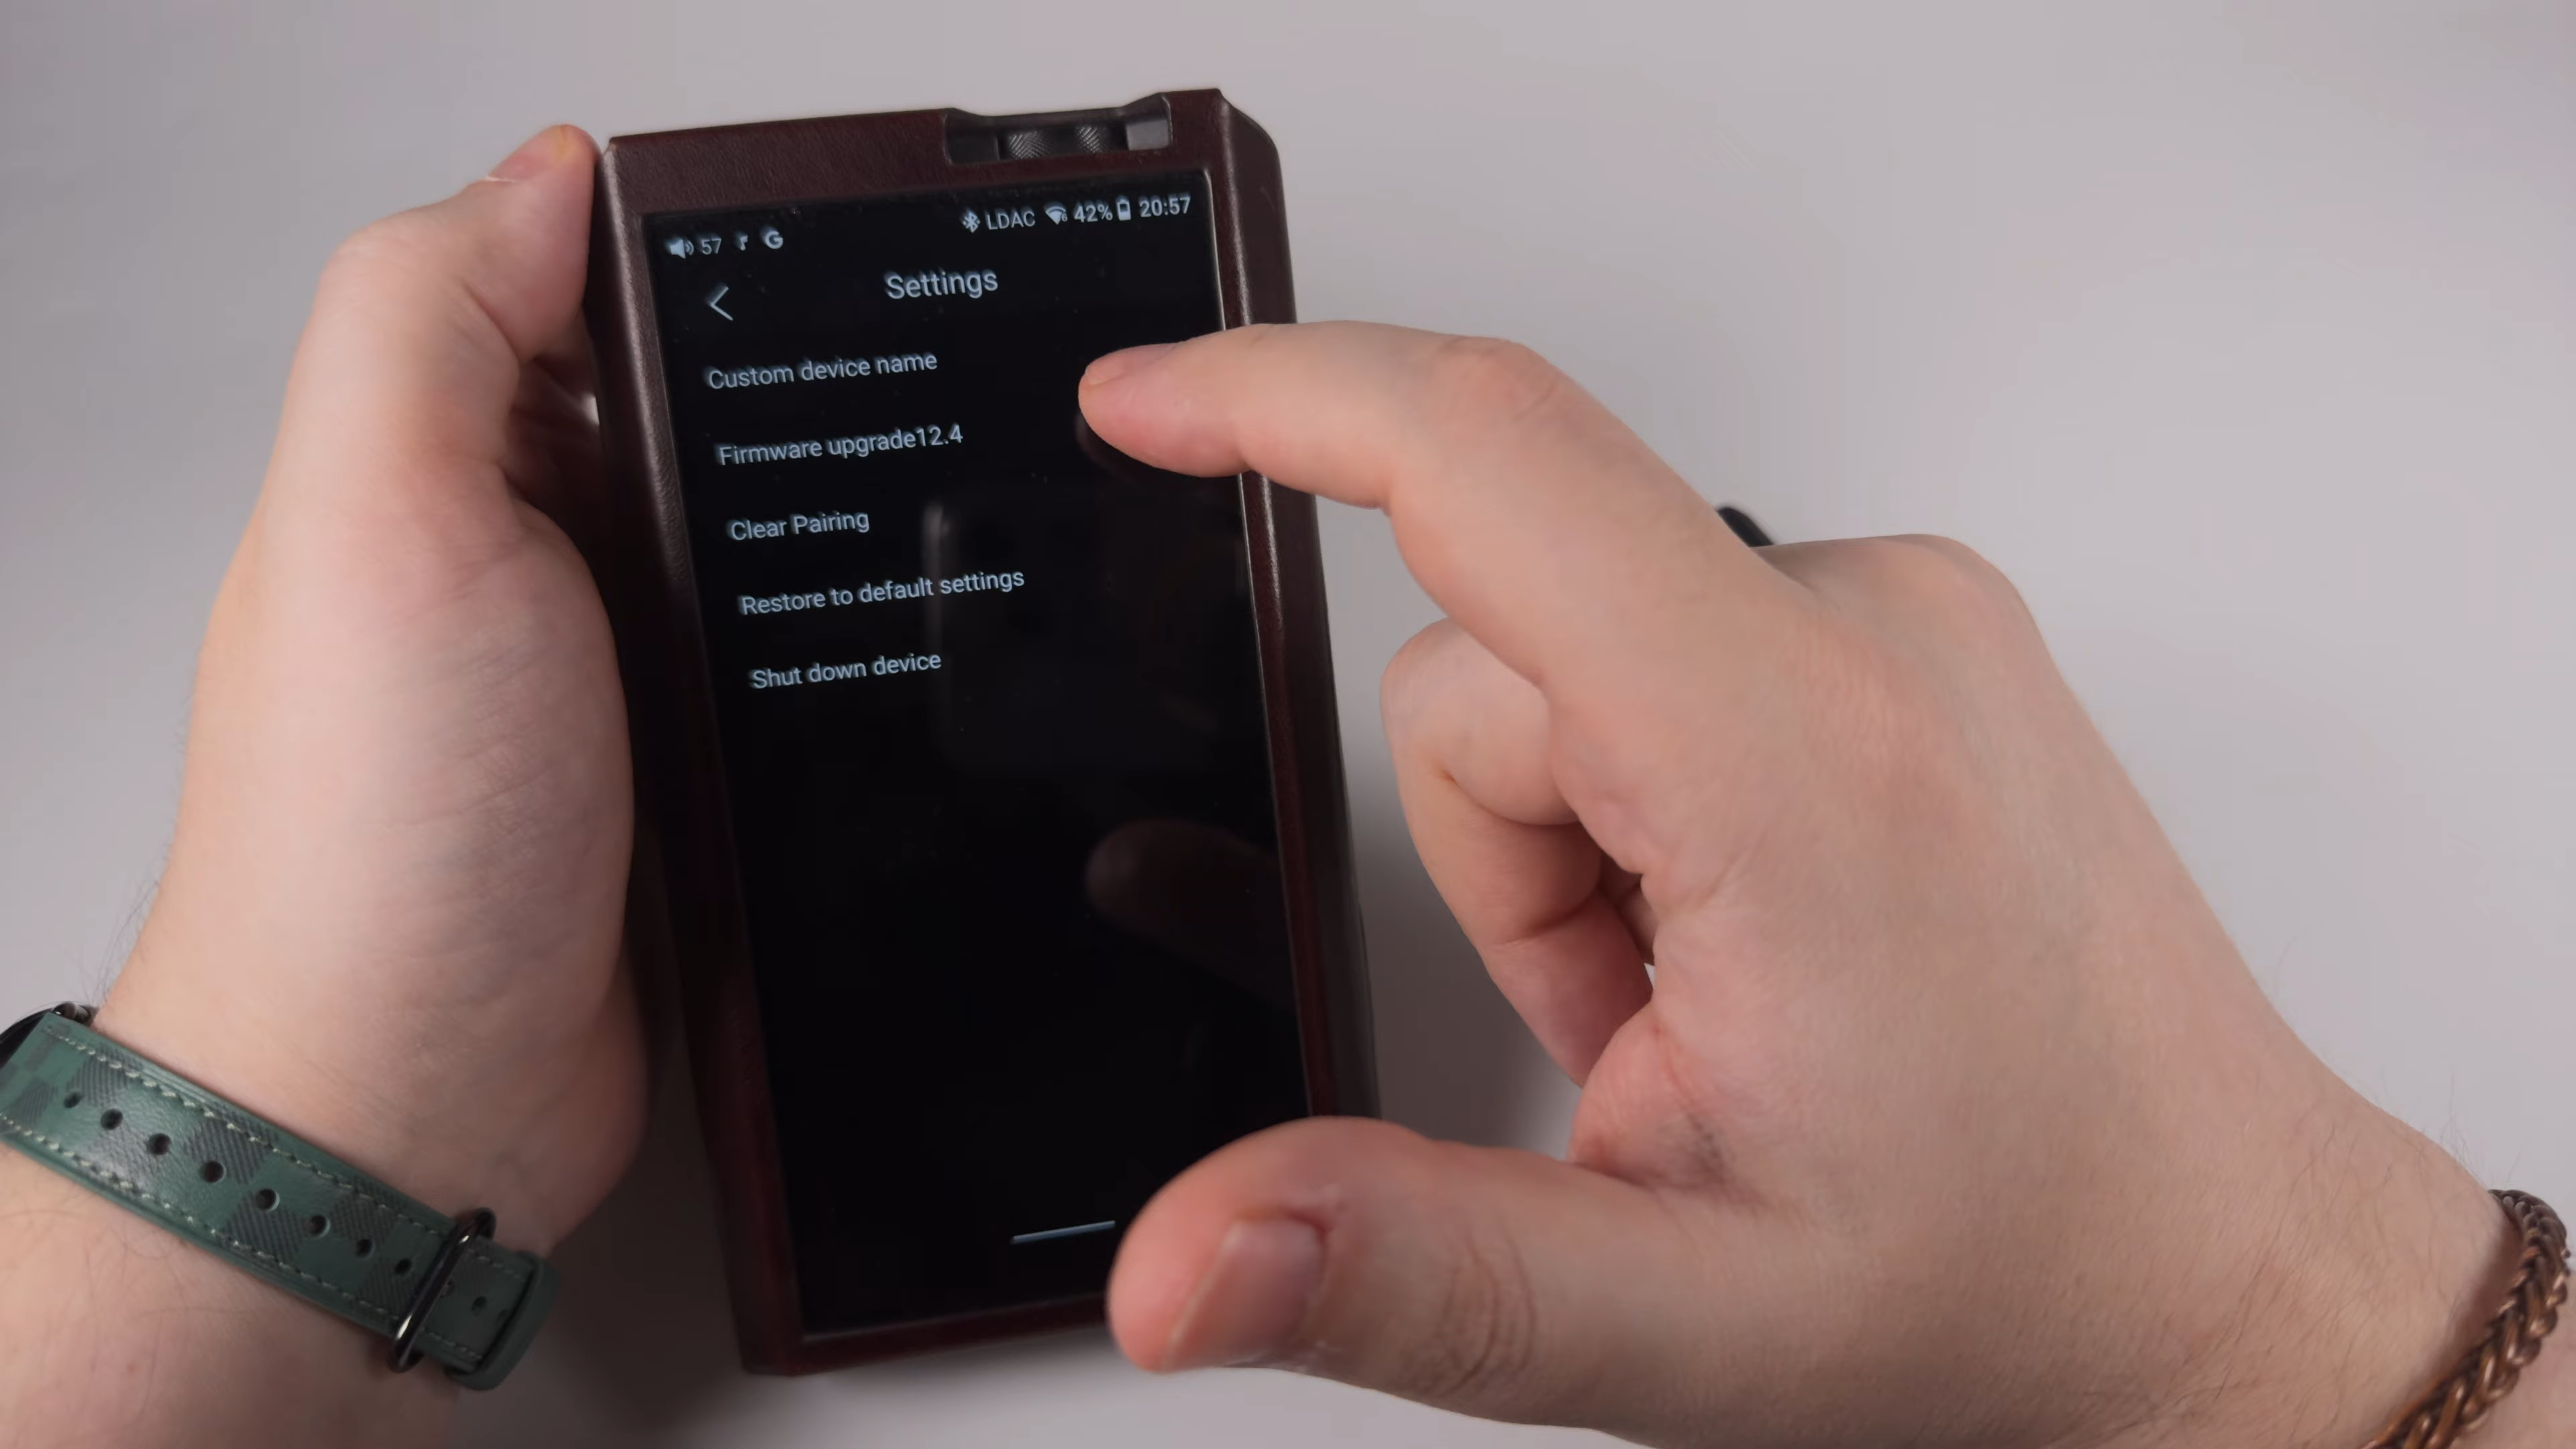 57 G LDAC 42% 20:57
Settings
Custom device name
Firmware upgrade12.4
Clear Pairing
Restore to default settings
Shut down device